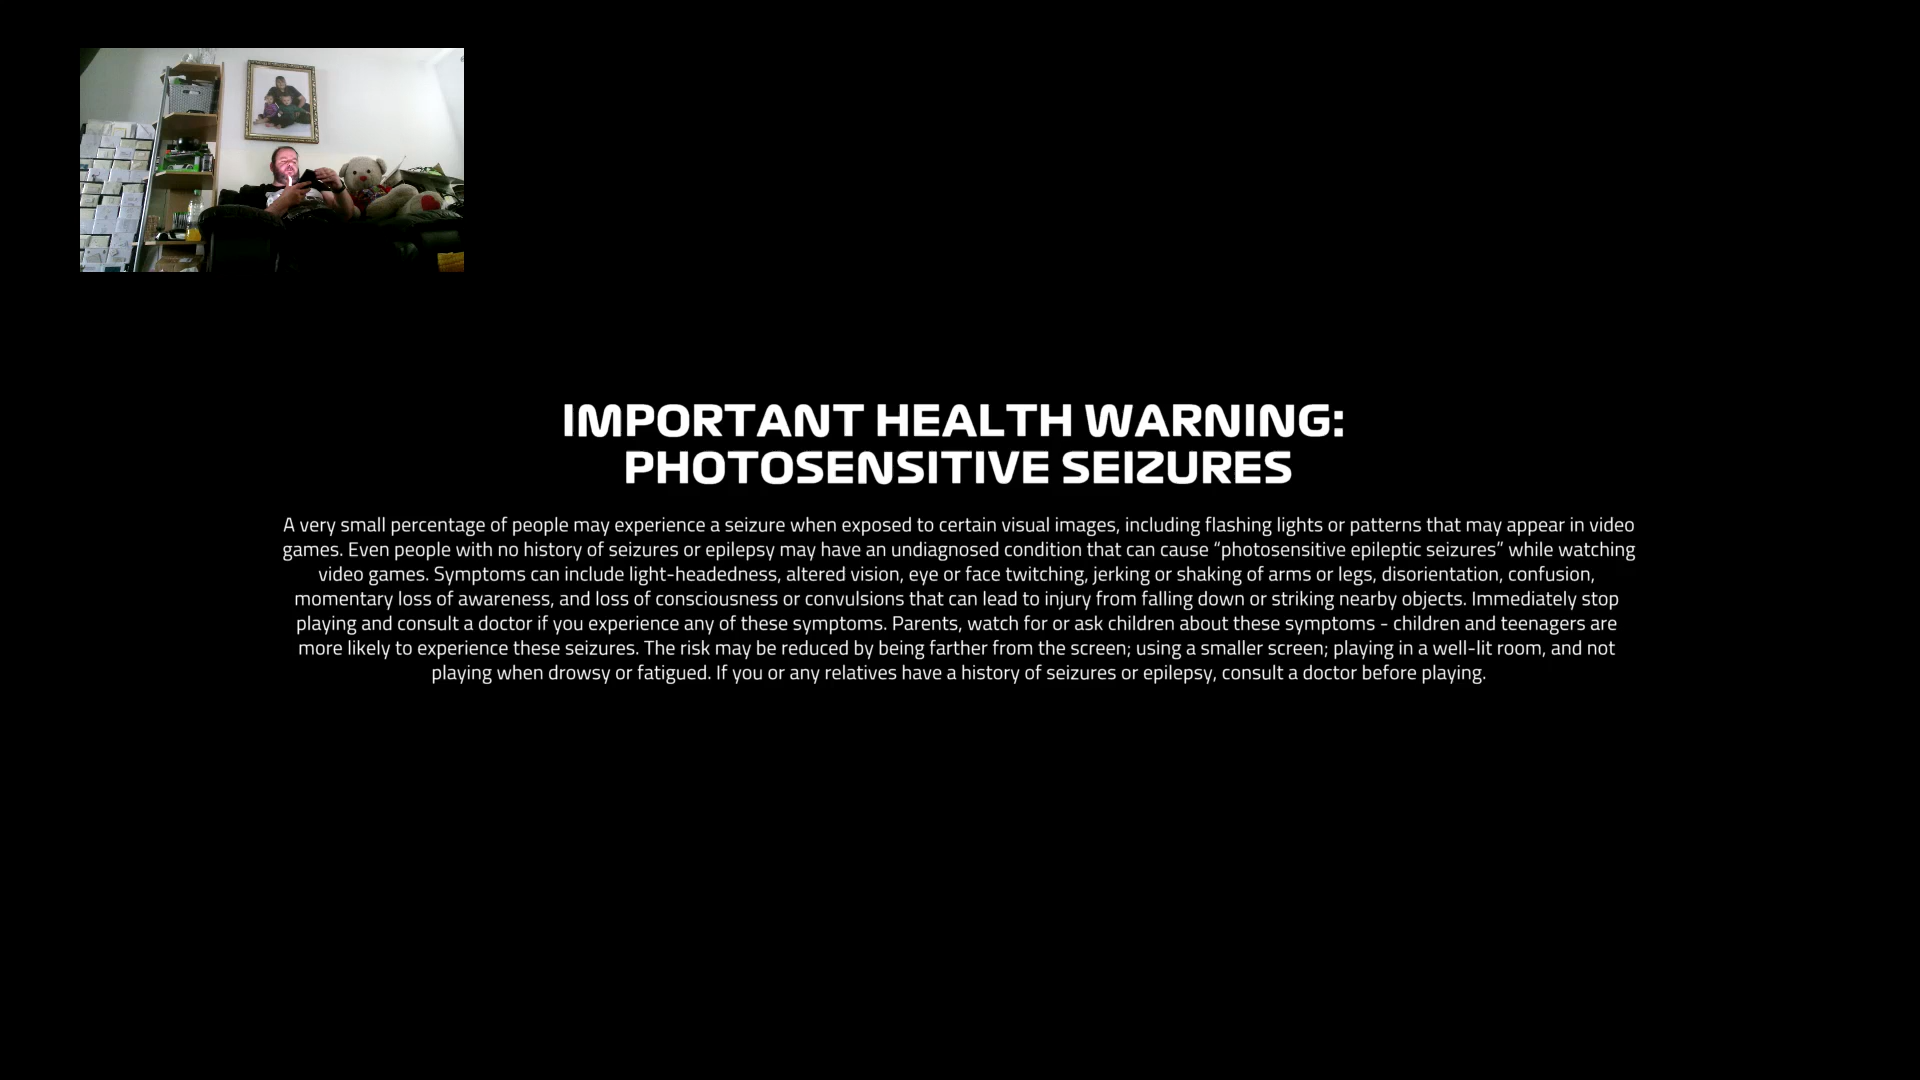 IMPORTANT HEALTH WARNING:
PHOTOSENSITIVE SEIZURES
A very small percentage of people may experience a seizure when exposed to certain visual images, including flashing lights or patterns that may appear in video
games. Even people with no history of seizures or epilepsy may have an undiagnosed condition that can cause “photosensitive epileptic seizures” while watching
video games. Symptoms can include light-headedness, altered vision, eye or face twitching, jerking or shaking of arms or legs, disorientation, confusion,
momentary loss of awareness, and loss of consciousness or convulsions that can lead to injury from falling down or striking nearby objects. Immediately stop
playing and consult a doctor if you experience any of these symptoms. Parents, watch for or ask children about these symptoms - children and teenagers are
more likely to experience these seizures. The risk may be reduced by being farther from the screen; using a smaller screen; playing in a well-lit room, and not
playing when drowsy or fatigued. If you or any relatives have a history of seizures or epilepsy, consult a doctor before playing.